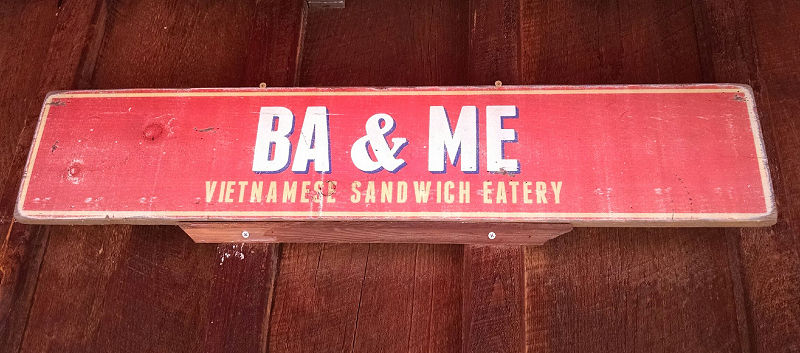 BA & ME
VIETNAMESE SANDWICH EATERY